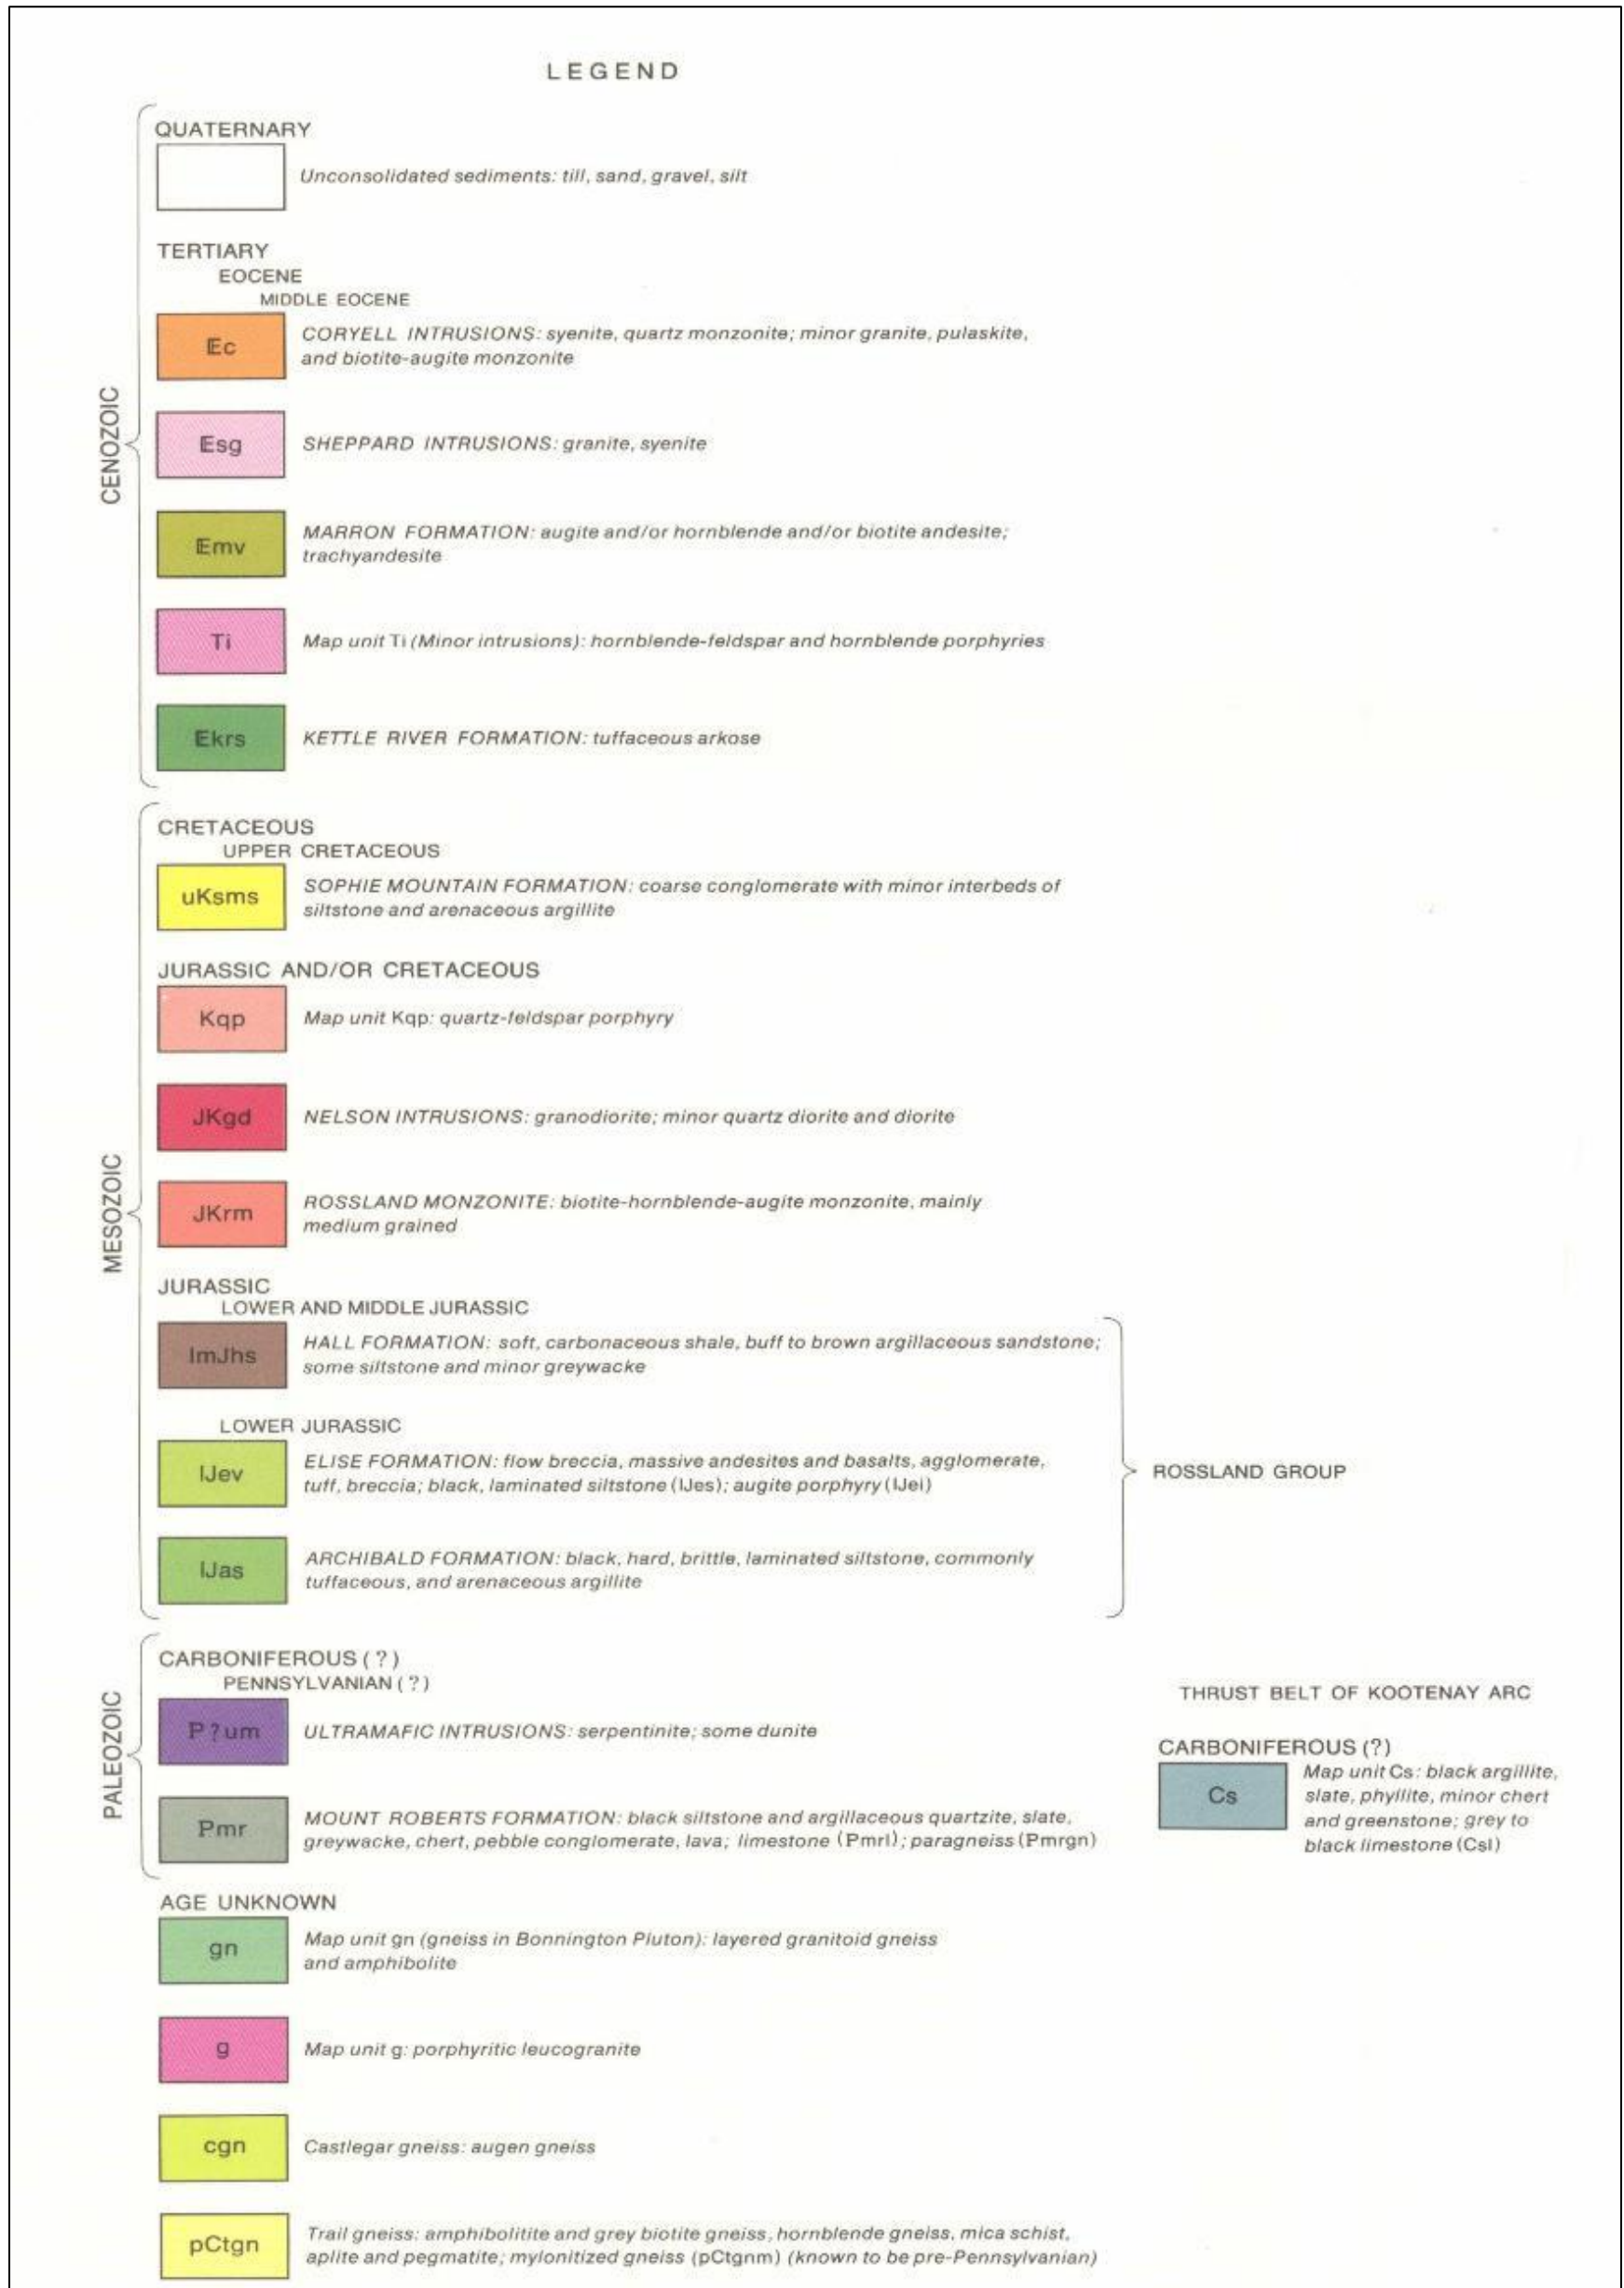 LEGEND
CENOZOIC
QUATERNARY
Unconsolidated sediments: till, sand, gravel, silt
TERTIARY
EOCENE
MIDDLE EOCENE
Ec
CORYELL INTRUSIONS: syenite, quartz monzonite; minor granite, pulaskite,
and biotite-augite monzonite
Esg
SHEPPARD INTRUSIONS: granite, syenite
Emv
MARRON FORMATION: augite and/or hornblende and/or biotite andesite;
trachyandesite
Ti
Map unit Ti (Minor intrusions): hornblende-feldspar and hornblende porphyries
Ekrs
KETTLE RIVER FORMATION: tuffaceous arkose
MESOZOIC
CRETACEOUS
UPPER CRETACEOUS
uKsms
SOPHIE MOUNTAIN FORMATION: coarse conglomerate with minor interbeds of
siltstone and arenaceous argillite
JURASSIC AND/OR CRETACEOUS
Kqp
Map unit Kqp: quartz-feldspar porphyry
JKgd
NELSON INTRUSIONS: granodiorite; minor quartz diorite and diorite
JKrm
ROSSLAND MONZONITE: biotite-hornblende-augite monzonite, mainly
medium grained
JURASSIC
LOWER AND MIDDLE JURASSIC
lmJhs
HALL FORMATION: soft, carbonaceous shale, buff to brown argillaceous sandstone;
some siltstone and minor greywacke
LOWER JURASSIC
lJev
ELISE FORMATION: flow breccia, massive andesites and basalts, agglomerate,
tuff, breccia; black, laminated siltstone (lJes); augite porphyry (lJei)
ROSSLAND GROUP
lJas
ARCHIBALD FORMATION: black, hard, brittle, laminated siltstone, commonly
tuffaceous, and arenaceous argillite
PALEOZOIC
CARBONIFEROUS (?)
PENNSYLVANIAN (?)
P?um
ULTRAMAFIC INTRUSIONS: serpentinite; some dunite
Pmr
MOUNT ROBERTS FORMATION: black siltstone and argillaceous quartzite, slate,
greywacke, chert, pebble conglomerate, lava; limestone (Pmrl); paragneiss (Pmrgn)
THRUST BELT OF KOOTENAY ARC
CARBONIFEROUS (?)
Cs
Map unit Cs: black argillite,
slate, phyllite, minor chert
and greenstone; grey to
black limestone (Csl)
AGE UNKNOWN
gn
Map unit gn (gneiss in Bonnington Pluton): layered granitoid gneiss
and amphibolite
g
Map unit g: porphyritic leucogranite
cgn
Castlegar gneiss: augen gneiss
pCtgn
Trail gneiss: amphibolitite and grey biotite gneiss, hornblende gneiss, mica schist,
aplite and pegmatite; mylonitized gneiss (pCtgnm) (known to be pre-Pennsylvanian)